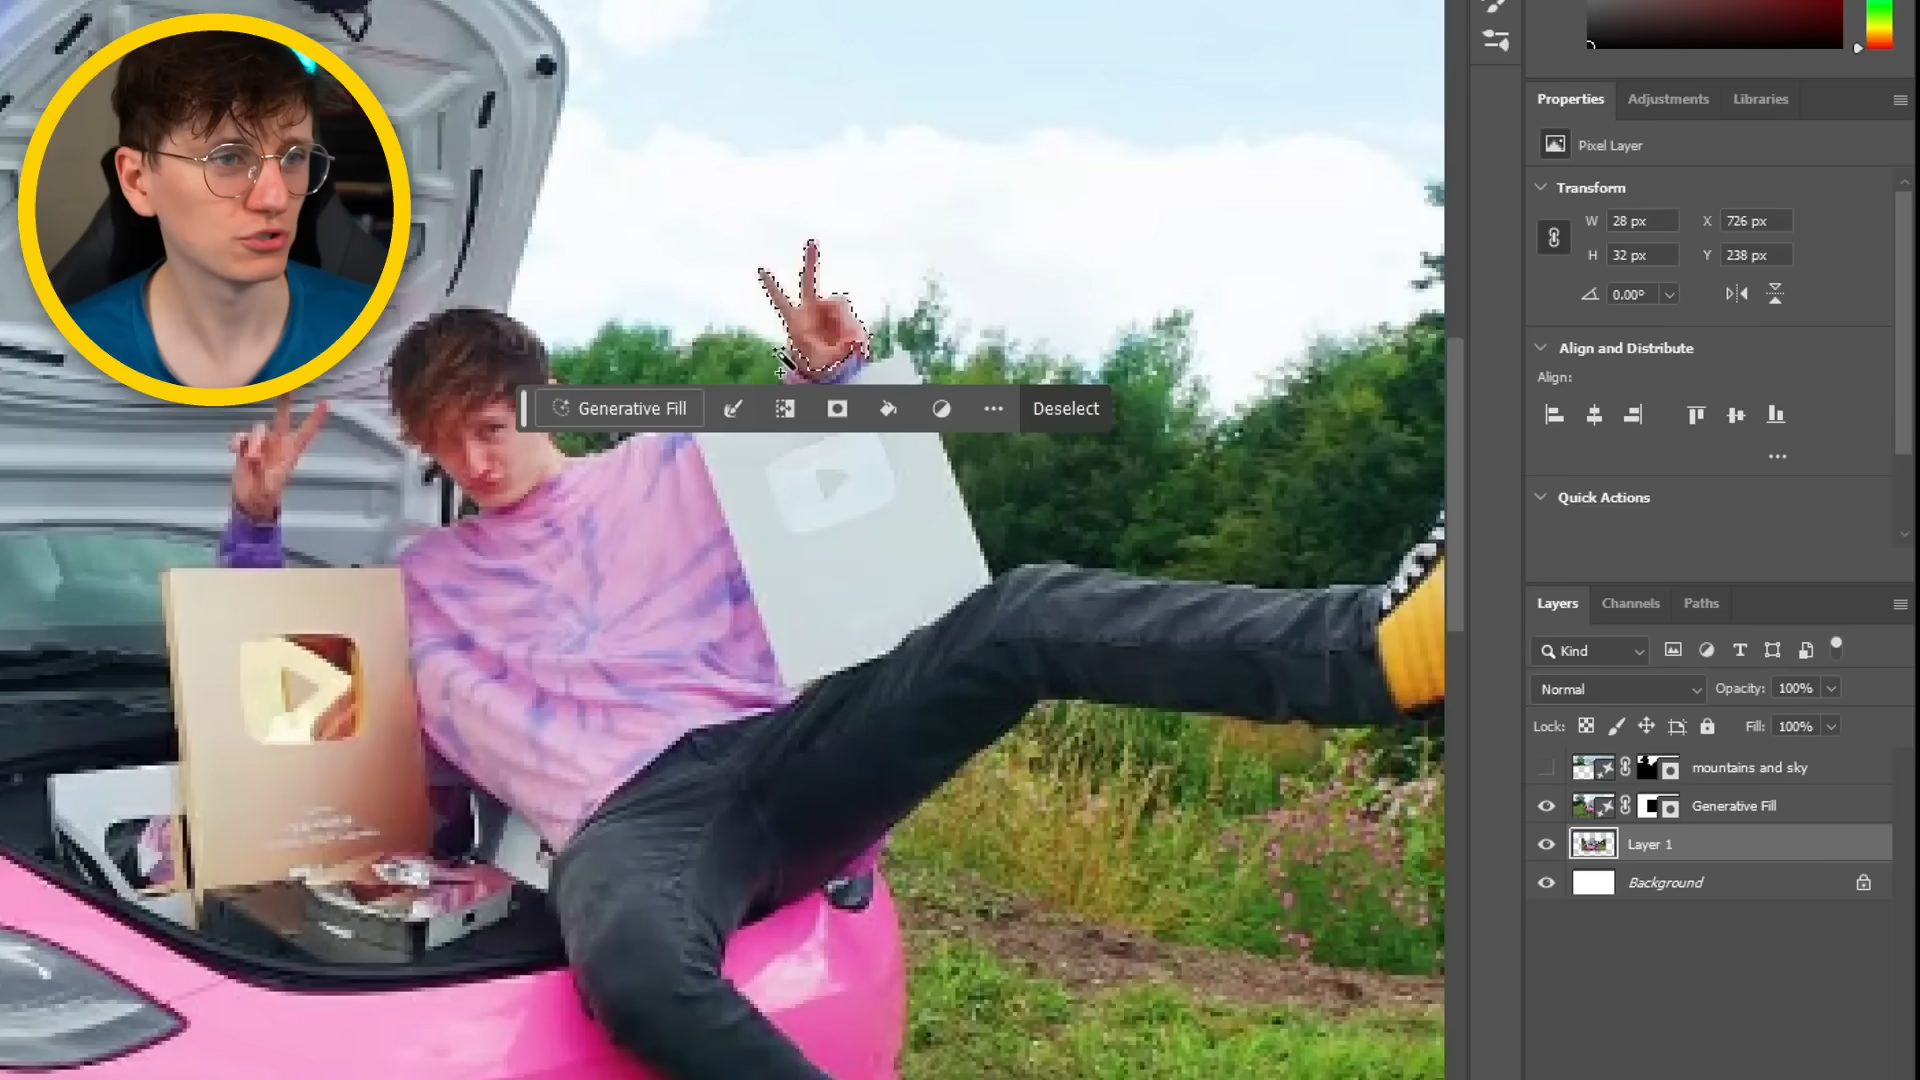 Properties
Adjustments
Libraries
Pixel Layer
Transform
W 28 px X 726 px
H 32 px Y 238 px
0.00°
Align and Distribute
Align:
Quick Actions
Generative Fill
Deselect
Layers
Channels
Paths
Kind
Normal
Opacity: 100%
Lock:
Fill: 100%
mountains and sky
Generative Fill
Layer 1
Background